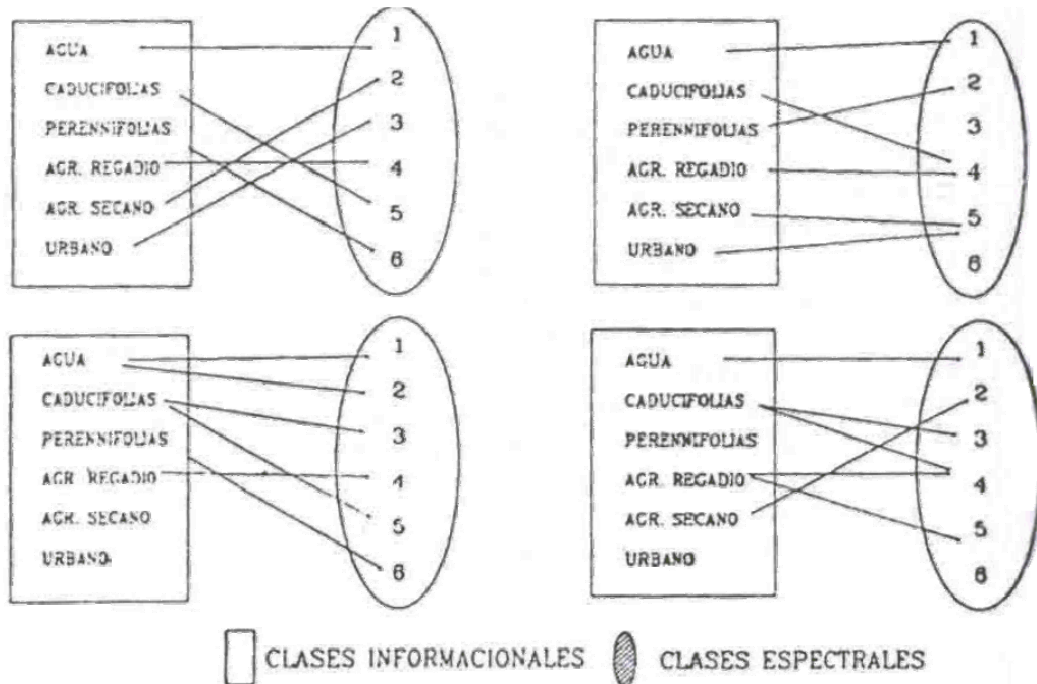 AGUA
CADUCIFOLIAS
PERENNIFOLIAS
AGR. REGADIO
AGR. SECANO
URBANO
1
2
3
4
5
6
AGUA
CADUCIFOLIAS
PERENNIFOLIAS
AGR. REGADIO
AGR. SECANO
URBANO
1
2
3
4
5
6
AGUA
CADUCIFOLIAS
PERENNIFOLIAS
AGR. REGADIO
AGR. SECANO
URBANO
1
2
3
4
5
6
AGUA
CADUCIFOLIAS
PERENNIFOLIAS
AGR. REGADIO
AGR. SECANO
URBANO
1
2
3
4
5
6
CLASES INFORMACIONALES
CLASES ESPECTRALES